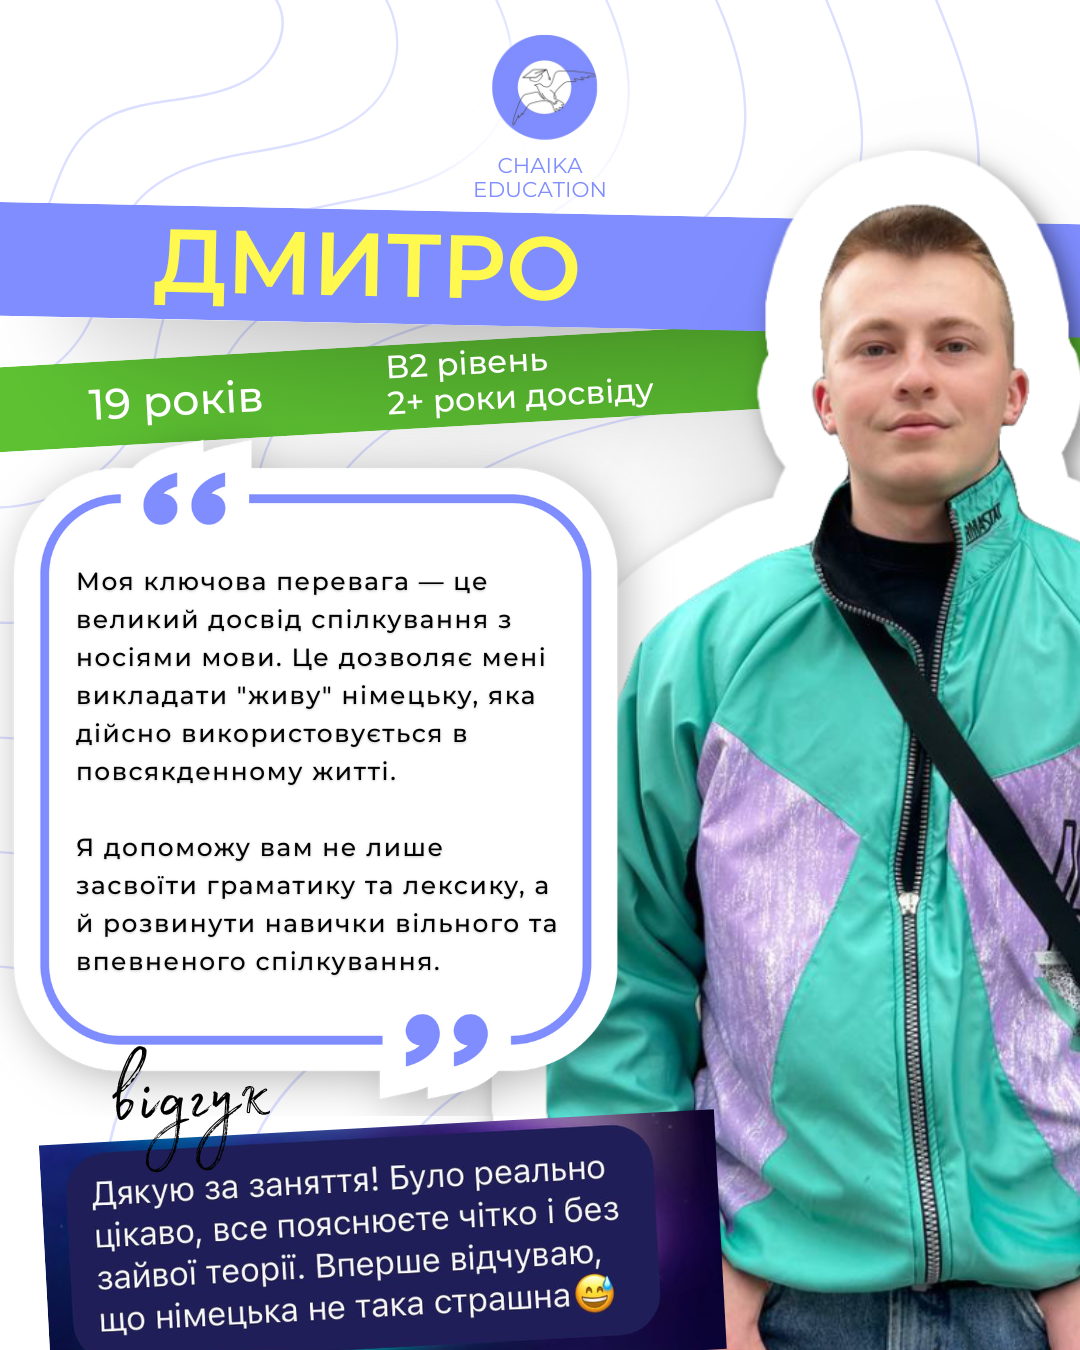 CHAIKA
EDUCATION
ДМИТРО
19 років
В2 рівень
2+ роки досвіду
Моя ключова перевага — це
великий досвід спілкування з
носіями мови. Це дозволяє мені
викладати "живу" німецьку, яка
дійсно використовується в
повсякденному житті.
Я допоможу вам не лише
засвоїти граматику та лексику, а
й розвинути навички вільного та
впевненого спілкування.
відгук
Дякую за заняття! Було реально
цікаво, все пояснюєте чітко і без
зайвої теорії. Вперше відчуваю,
що німецька не така страшна😅